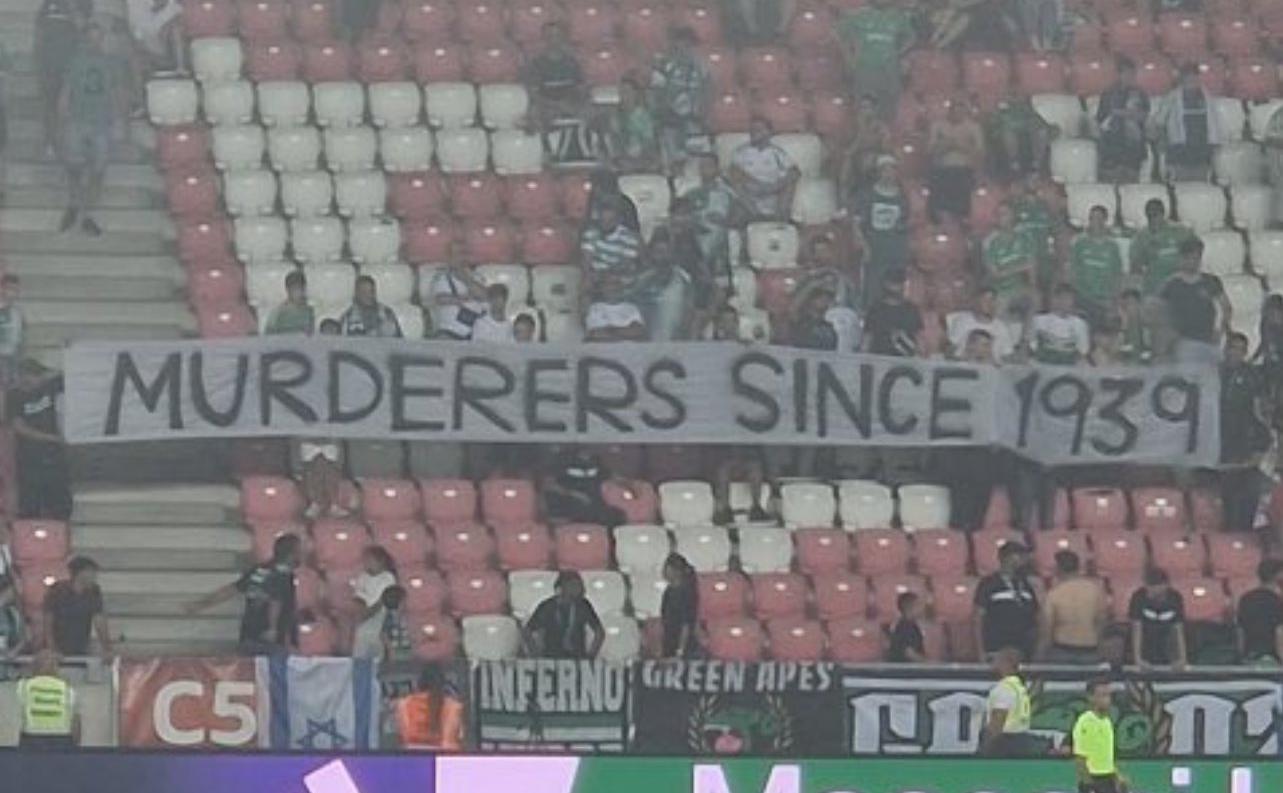 MURDERERS SINCE 1939
C5
INFERNO
GREEN APES